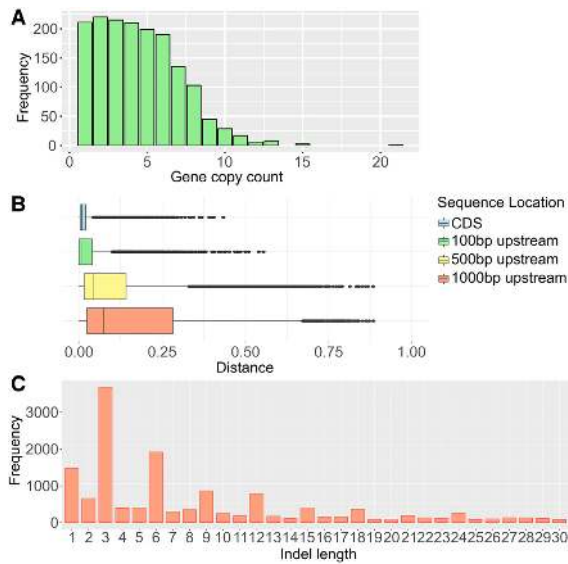 A
200
150
100
50
0
Frequency
0 5 10 15 20
Gene copy count
B
Sequence Location
CDS
100bp upstream
500bp upstream
1000bp upstream
0.00 0.25 0.50 0.75 1.00
Distance
C
3000
2000
1000
0
Frequency
1 2 3 4 5 6 7 8 9 10 11 12 13 14 15 16 17 18 19 20 21 22 23 24 25 26 27 28 29 30
Indel length